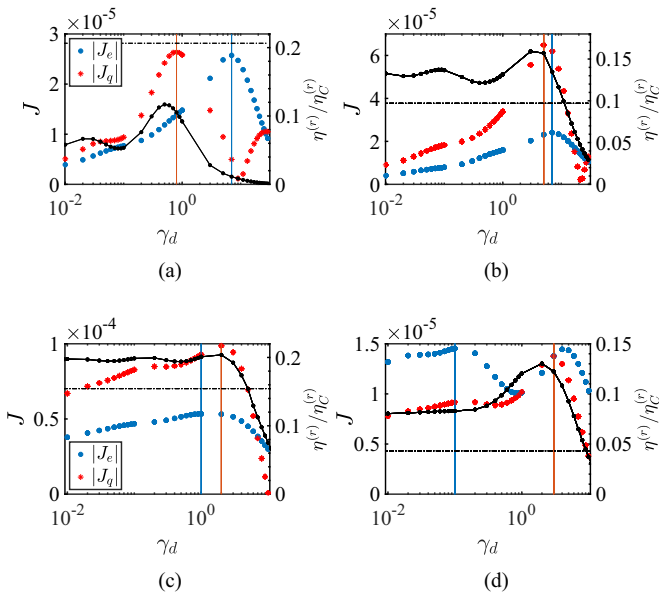 ×10⁻⁵
3
2
1
0
J
|J_e|
|J_q|
0.2
0.1
0
η^(r)/η_C^(r)
10⁻² 10⁰
γ_d
(a)
×10⁻⁵
6
4
2
0
J
0.15
0.1
0.05
0
η^(r)/η_C^(r)
10⁻² 10⁰
γ_d
(b)
×10⁻⁴
1
0.5
0
J
|J_e|
|J_q|
0.2
0.1
0
η^(r)/η_C^(r)
10⁻² 10⁰
γ_d
(c)
×10⁻⁵
1.5
1
0.5
0
J
0.15
0.1
0.05
0
η^(r)/η_C^(r)
10⁻² 10⁰
γ_d
(d)